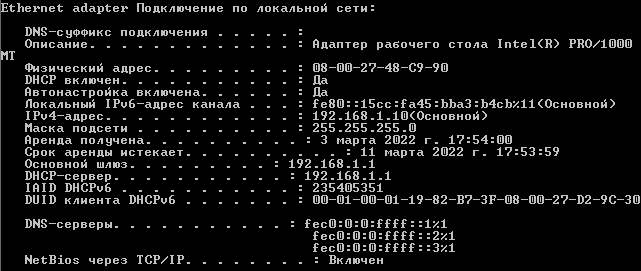 Ethernet adapter Подключение по локальной сети:
DNS-суффикс подключения . . . . . :
Описание. . . . . . . . . . . . . : Адаптер рабочего стола Intel(R) PRO/1000
MT
Физический адрес. . . . . . . . . : 08-00-27-48-C9-90
DHCP включен. . . . . . . . . . . : Да
Автонастройка включена. . . . . . : Да
Локальный IPv6-адрес канала . . . : fe80::15cc:fa45:bba3:b4cb%11(Основной)
IPv4-адрес. . . . . . . . . . . . : 192.168.1.10(Основной)
Маска подсети . . . . . . . . . . : 255.255.255.0
Аренда получена. . . . . . . . . . : 3 марта 2022 г. 17:54:00
Срок аренды истекает. . . . . . . . . . : 11 марта 2022 г. 17:53:59
Основной шлюз. . . . . . . . . : 192.168.1.1
DHCP-сервер. . . . . . . . . . . : 192.168.1.1
IAID DHCPv6 . . . . . . . . . . . : 235405351
DUID клиента DHCPv6 . . . . . . . : 00-01-00-01-19-82-B7-3F-08-00-27-D2-9C-30
DNS-серверы. . . . . . . . . . . : fec0:0:0:ffff::1%1
fec0:0:0:ffff::2%1
fec0:0:0:ffff::3%1
NetBios через TCP/IP. . . . . . . . : Включен